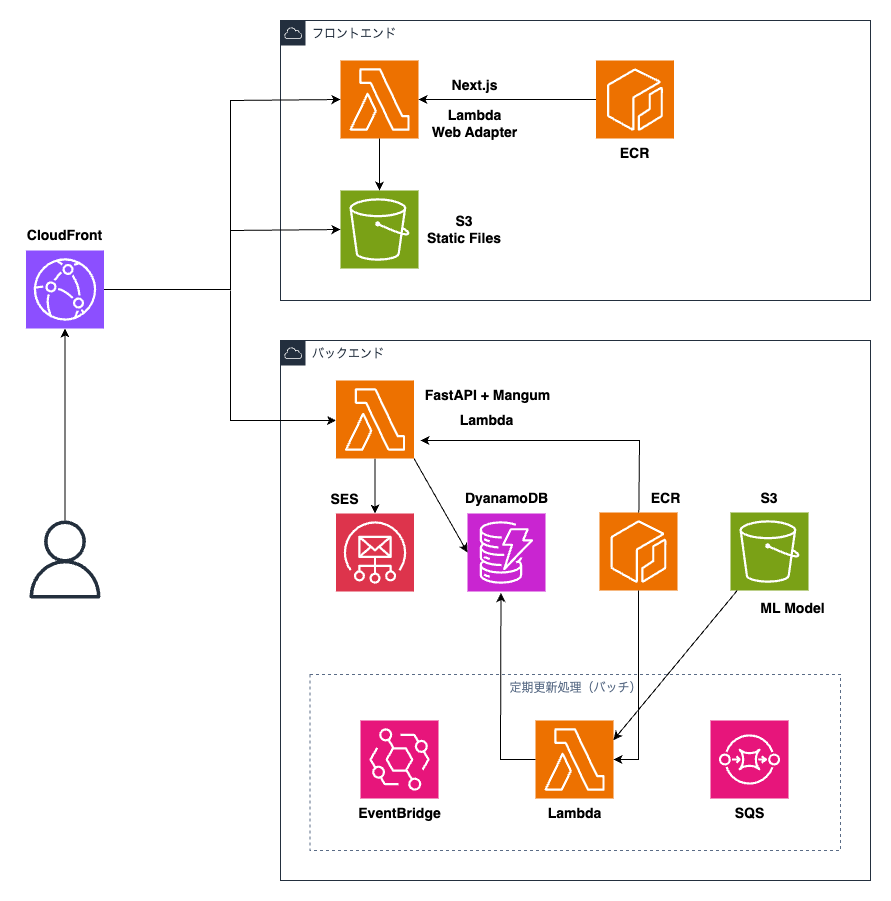 フロントエンド
Next.js
Lambda
Web Adapter
ECR
S3
Static Files
CloudFront
バックエンド
FastAPI + Mangum
Lambda
SES
DyanamoDB
ECR
S3
ML Model
定期更新処理（バッチ）
EventBridge
Lambda
SQS